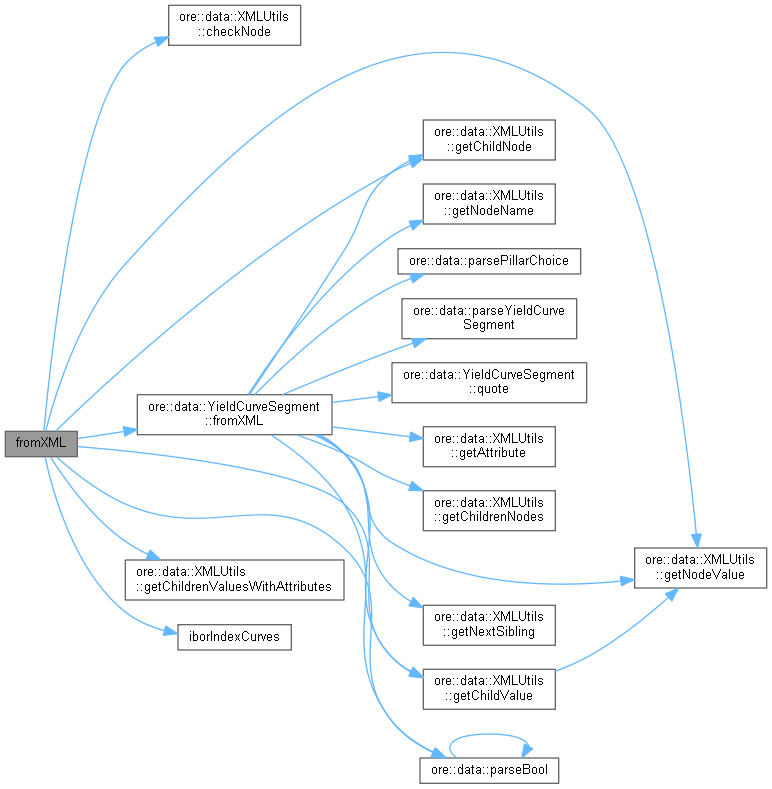 ore::data::XMLUtils
::checkNode
ore::data::XMLUtils
::getChildNode
ore::data::XMLUtils
::getNodeName
ore::data::parsePillarChoice
ore::data::parseYieldCurve
Segment
ore::data::YieldCurveSegment
::quote
ore::data::YieldCurveSegment
::fromXML
ore::data::XMLUtils
::getAttribute
fromXML
ore::data::XMLUtils
::getChildrenNodes
ore::data::XMLUtils
::getNodeValue
ore::data::XMLUtils
::getChildrenValuesWithAttributes
ore::data::XMLUtils
::getNextSibling
iborIndexCurves
ore::data::XMLUtils
::getChildValue
ore::data::parseBool